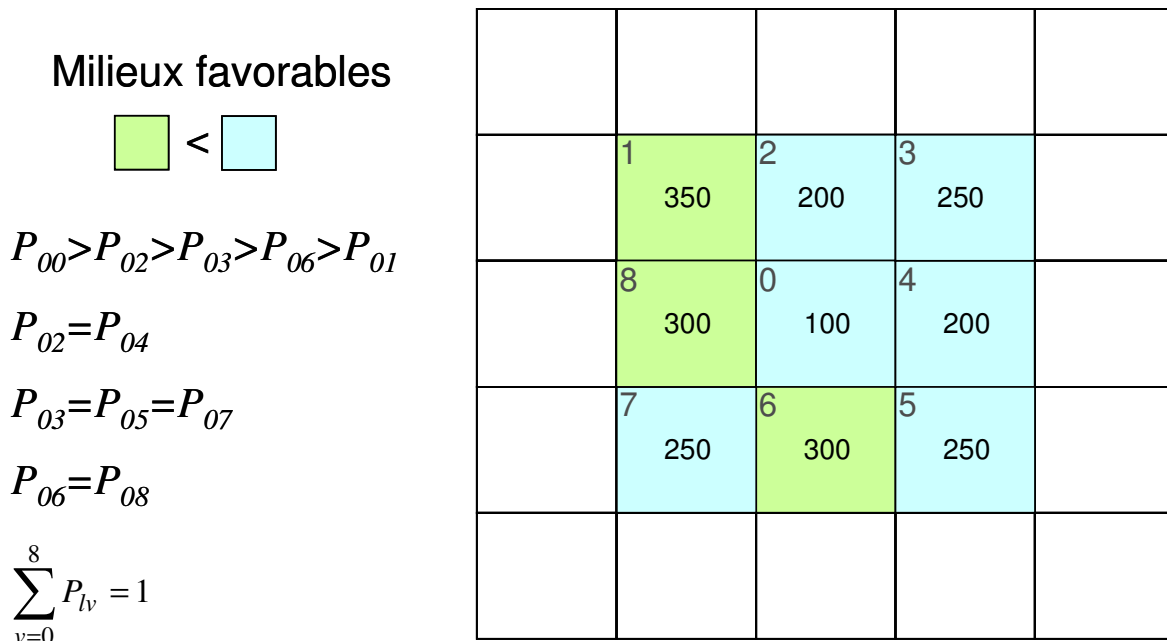 Milieux favorables
<
P00>P02>P03>P06>P01
P02=P04
P03=P05=P07
P06=P08
8
∑ Plv = 1
v=0
1 2 3
350 200 250
8 0 4
300 100 200
7 6 5
250 300 250